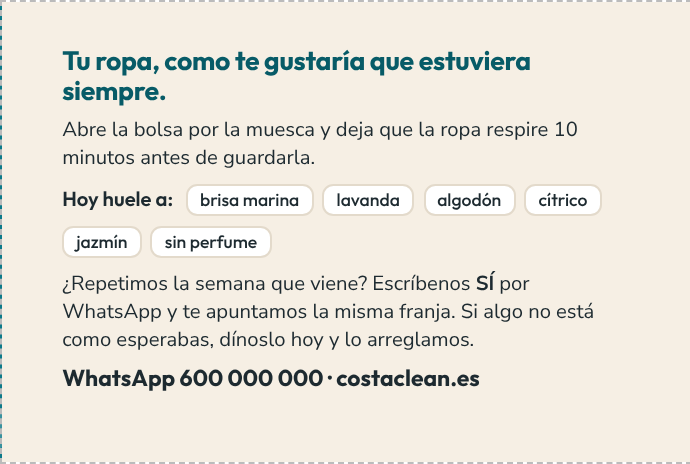 Tu ropa, como te gustaría que estuviera
siempre.
Abre la bolsa por la muesca y deja que la ropa respire 10
minutos antes de guardarla.
Hoy huele a: brisa marina lavanda algodón cítrico
jazmín sin perfume
¿Repetimos la semana que viene? Escríbenos SÍ por
WhatsApp y te apuntamos la misma franja. Si algo no está
como esperabas, dínoslo hoy y lo arreglamos.
WhatsApp 600 000 000 · costaclean.es